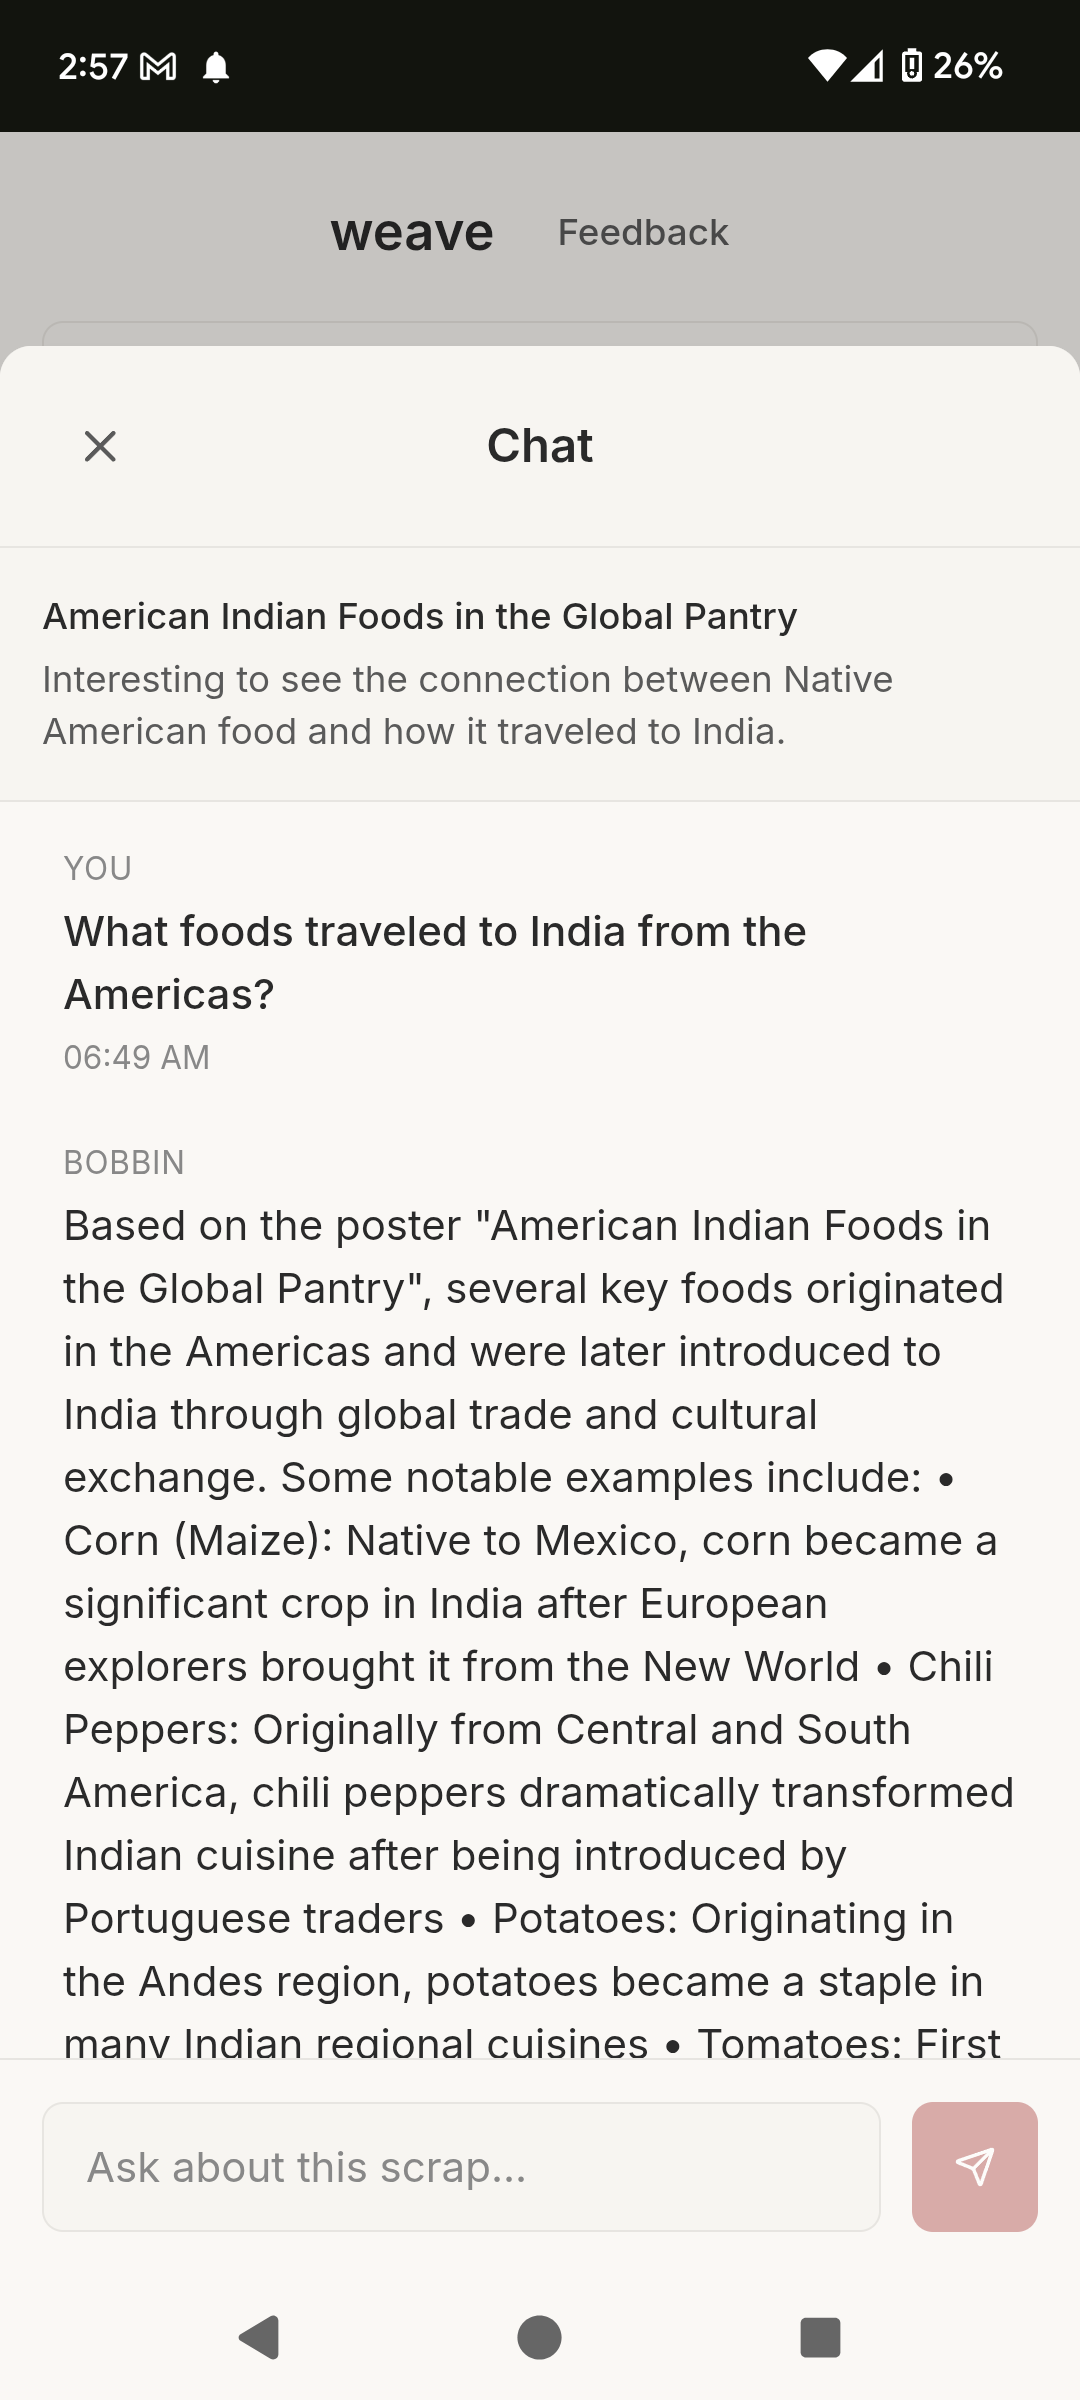 2:57 26%
weave Feedback
Chat
American Indian Foods in the Global Pantry
Interesting to see the connection between Native
American food and how it traveled to India.
YOU
What foods traveled to India from the
Americas?
06:49 AM
BOBBIN
Based on the poster "American Indian Foods in
the Global Pantry", several key foods originated
in the Americas and were later introduced to
India through global trade and cultural
exchange. Some notable examples include: •
Corn (Maize): Native to Mexico, corn became a
significant crop in India after European
explorers brought it from the New World • Chili
Peppers: Originally from Central and South
America, chili peppers dramatically transformed
Indian cuisine after being introduced by
Portuguese traders • Potatoes: Originating in
the Andes region, potatoes became a staple in
many Indian regional cuisines • Tomatoes: First
Ask about this scrap...